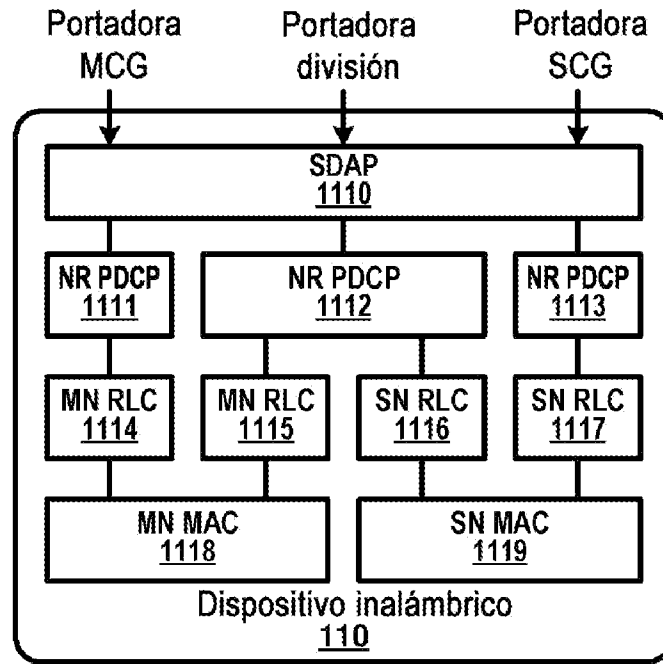 Portadora MCG
Portadora división
Portadora SCG
SDAP
1110
NR PDCP
1111
NR PDCP
1112
NR PDCP
1113
MN RLC
1114
MN RLC
1115
SN RLC
1116
SN RLC
1117
MN MAC
1118
SN MAC
1119
Dispositivo inalámbrico
110